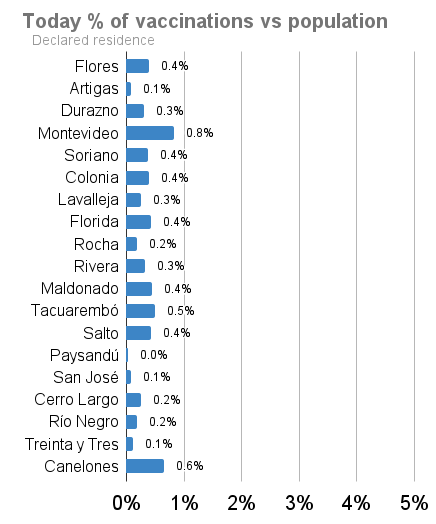 Today % of vaccinations vs population
Declared residence
Flores 0.4%
Artigas 0.1%
Durazno 0.3%
Montevideo 0.8%
Soriano 0.4%
Colonia 0.4%
Lavalleja 0.3%
Florida 0.4%
Rocha 0.2%
Rivera 0.3%
Maldonado 0.4%
Tacuarembó 0.5%
Salto 0.4%
Paysandú 0.0%
San José 0.1%
Cerro Largo 0.2%
Río Negro 0.2%
Treinta y Tres 0.1%
Canelones 0.6%
0% 1% 2% 3% 4% 5%